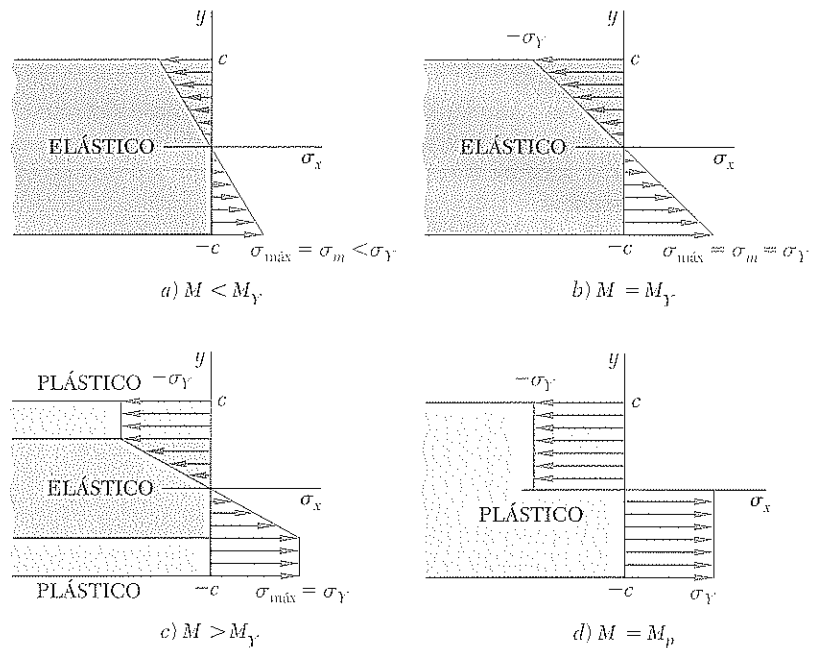 y
c
ELÁSTICO
σx
−c
σmáx = σm < σY
a) M < MY
y
−σY
c
ELÁSTICO
σx
−c
σmáx = σm = σY
b) M = MY
y
PLÁSTICO
−σY
c
ELÁSTICO
σx
PLÁSTICO
−c
σmáx = σY
c) M > MY
y
−σY
c
PLÁSTICO
σx
−c
σY
d) M = Mp